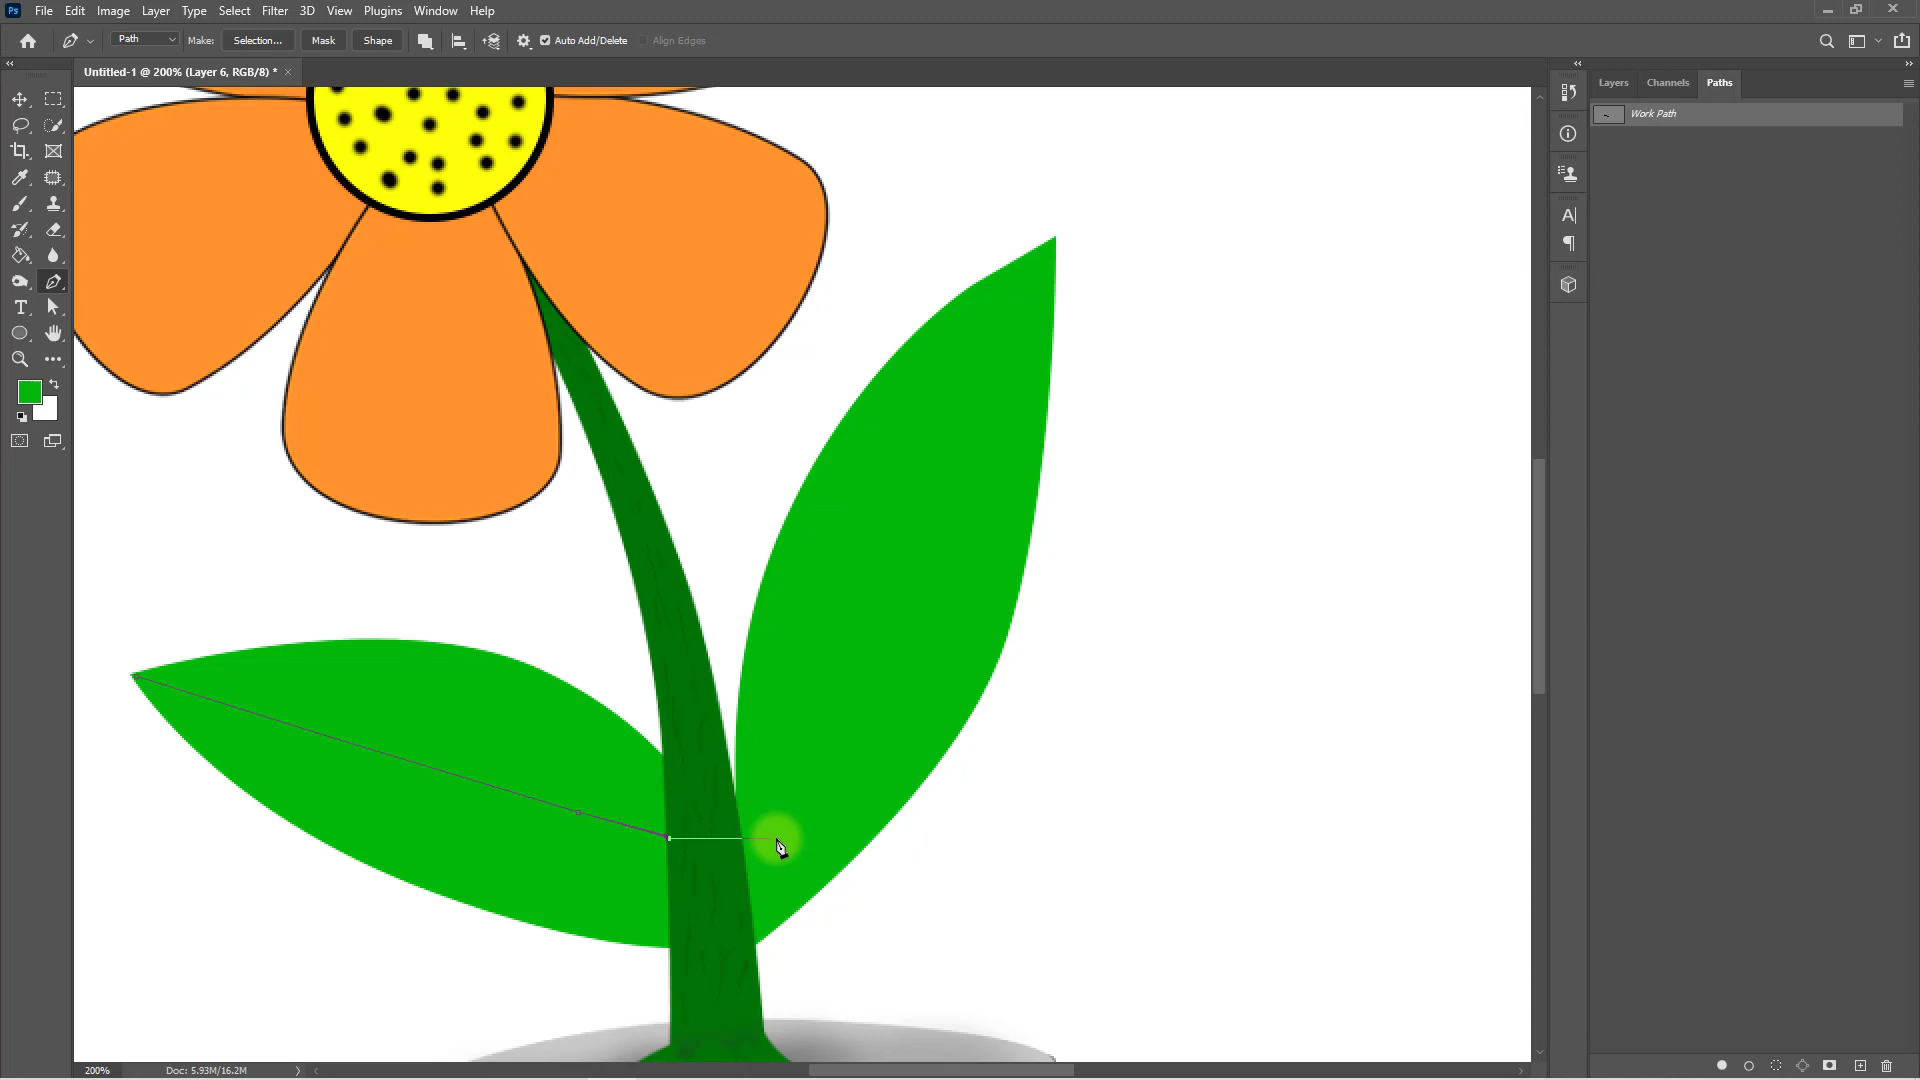 Ps File Edit Image Layer Type Select Filter 3D View Plugins Window Help
Path Make: Selection... Mask Shape Auto Add/Delete Align Edges
Untitled-1 @ 200% (Layer 6, RGB/8) *
Layers Channels Paths
Work Path
200% Doc: 5.93M/16.2M